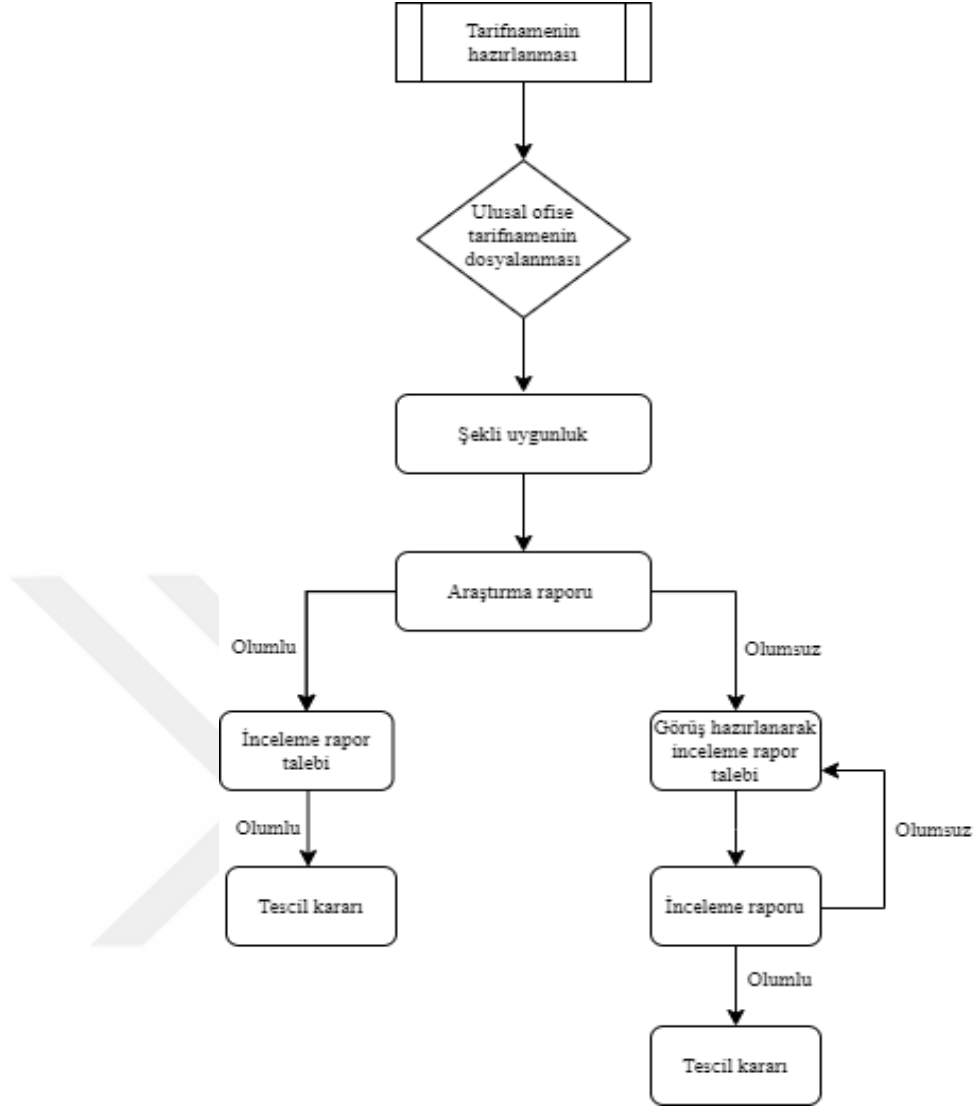 Tarifnamenin
hazırlanması
Ulusal ofise
tarifnamenin
dosyalanması
Şekli uygunluk
Araştırma raporu
Olumlu
Olumsuz
İnceleme rapor
talebi
Görüş hazırlanarak
inceleme rapor
talebi
Olumlu
Olumsuz
Tescil kararı
İnceleme raporu
Olumlu
Tescil kararı